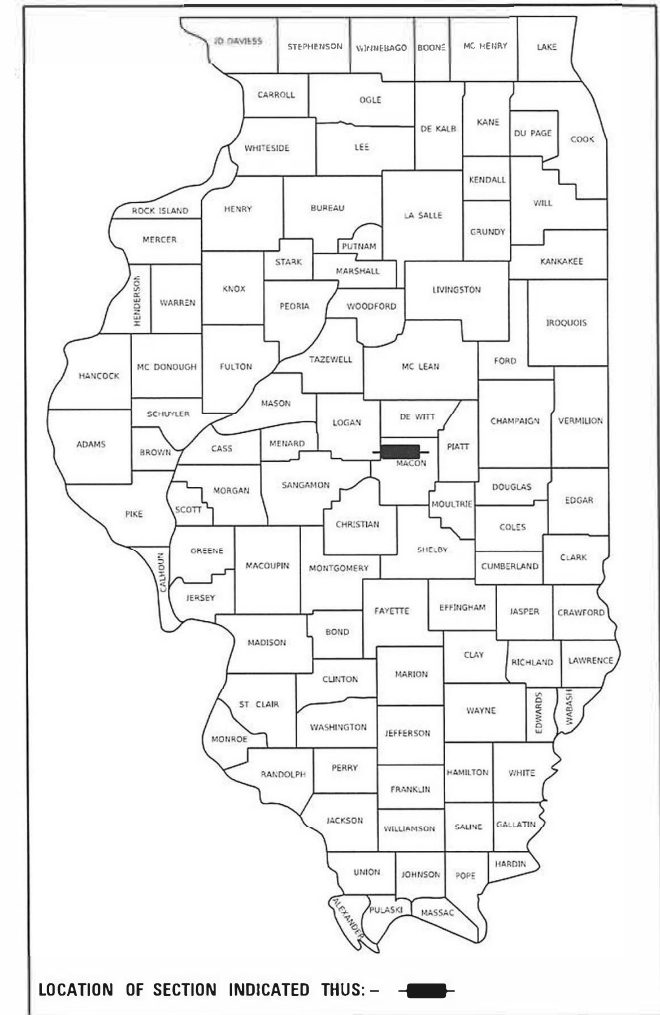 JO DAVIESS
STEPHENSON
WINNEBAGO
BOONE
MC HENRY
LAKE
CARROLL
OGLE
DE KALB
KANE
DU PAGE
COOK
WHITESIDE
LEE
KENDALL
WILL
ROCK ISLAND
HENRY
BUREAU
LA SALLE
GRUNDY
MERCER
PUTNAM
STARK
MARSHALL
KANKAKEE
HENDERSON
WARREN
KNOX
PEORIA
WOODFORD
LIVINGSTON
IROQUOIS
HANCOCK
MC DONOUGH
FULTON
TAZEWELL
MC LEAN
FORD
MASON
SCHUYLER
LOGAN
DE WITT
CHAMPAIGN
VERMILION
ADAMS
BROWN
CASS
MENARD
PIATT
MACON
PIKE
SCOTT
MORGAN
SANGAMON
DOUGLAS
EDGAR
MOULTRIE
CHRISTIAN
COLES
CALHOUN
GREENE
MACOUPIN
MONTGOMERY
SHELBY
CUMBERLAND
CLARK
JERSEY
FAYETTE
EFFINGHAM
JASPER
CRAWFORD
MADISON
BOND
CLAY
RICHLAND
LAWRENCE
CLINTON
MARION
ST CLAIR
WAYNE
EDWARDS
WABASH
MONROE
WASHINGTON
JEFFERSON
RANDOLPH
PERRY
FRANKLIN
HAMILTON
WHITE
JACKSON
WILLIAMSON
SALINE
GALLATIN
UNION
JOHNSON
POPE
HARDIN
ALEXANDER
PULASKI
MASSAC
LOCATION OF SECTION INDICATED THUS: –